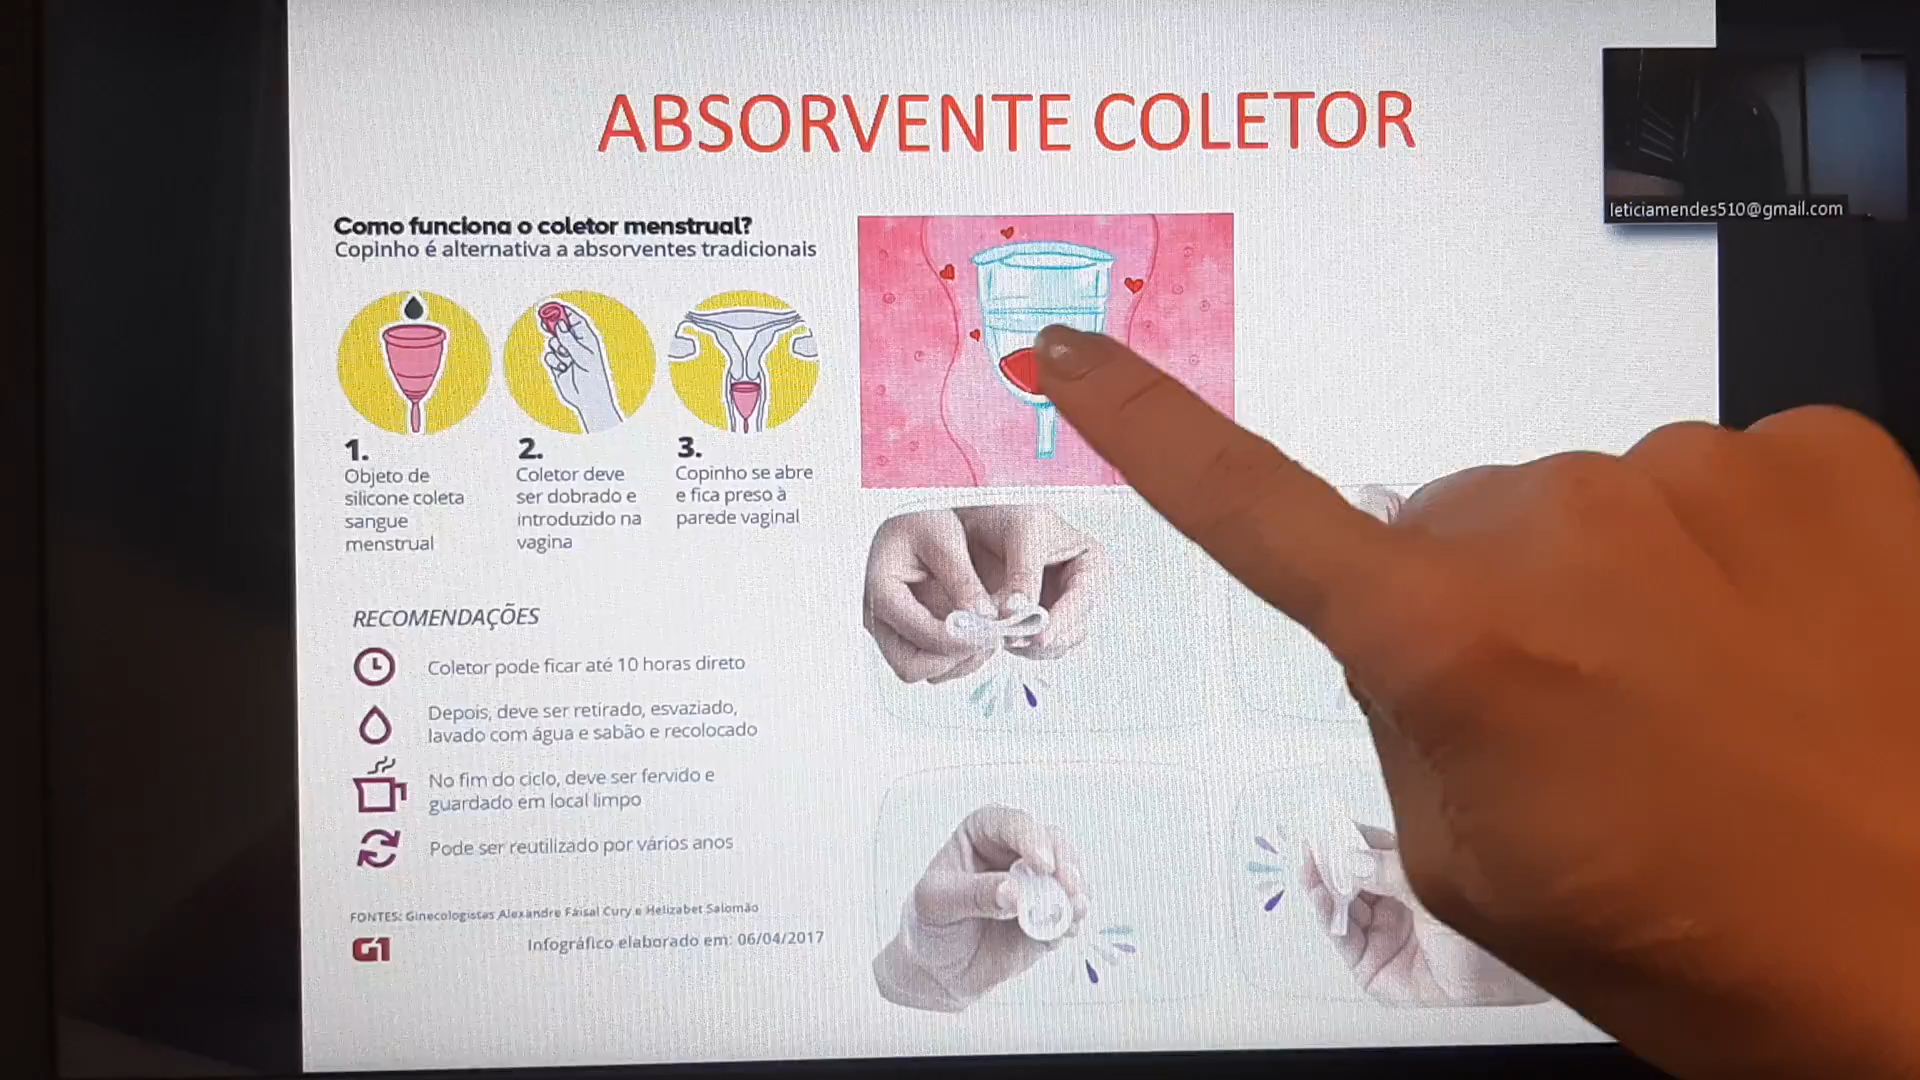 ABSORVENTE COLETOR
leticiamendes510@gmail.com
Como funciona o coletor menstrual?
Copinho é alternativa a absorventes tradicionais
1.
Objeto de
silicone coleta
sangue
menstrual
2.
Coletor deve
ser dobrado e
introduzido na
vagina
3.
Copinho se abre
e fica preso à
parede vaginal
RECOMENDAÇÕES
Coletor pode ficar até 10 horas direto
Depois, deve ser retirado, esvaziado,
lavado com água e sabão e recolocado
No fim do ciclo, deve ser fervido e
guardado em local limpo
Pode ser reutilizado por vários anos
FONTES: Ginecologistas Alexandre Faisal Cury e Helizabet Salomão
G1
Infográfico elaborado em: 06/04/2017